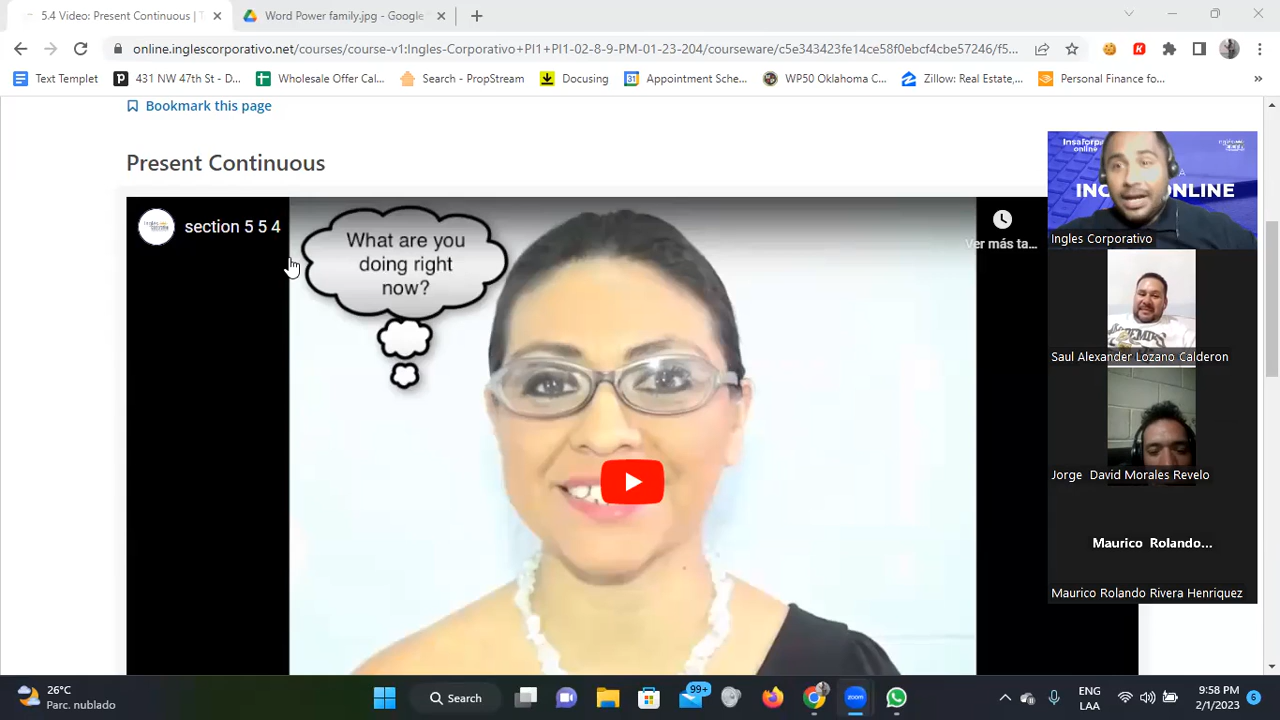 5.4 Video: Present Continuous | T
Word Power family.jpg - Google
online.inglescorporativo.net/courses/course-v1:Ingles-Corporativo+PI1+PI1-02-8-9-PM-01-23-204/courseware/c5e343423fe14ce58f0ebcf4cbe57246/f5...
Text Templet
431 NW 47th St - D...
Wholesale Offer Cal...
Search - PropStream
Docusing
Appointment Sche...
WP50 Oklahoma C...
Zillow: Real Estate,...
Personal Finance fo...
Bookmark this page
Present Continuous
section 5 5 4
What are you
doing right
now?
Ver más ta...
Insaforp
online
Ingles Corporativo
Saul Alexander Lozano Calderon
Jorge David Morales Revelo
Maurico Rolando...
Maurico Rolando Rivera Henriquez
26°C
Parc. nublado
Search
99+
zoom
ENG
LAA
9:58 PM
2/1/2023
6